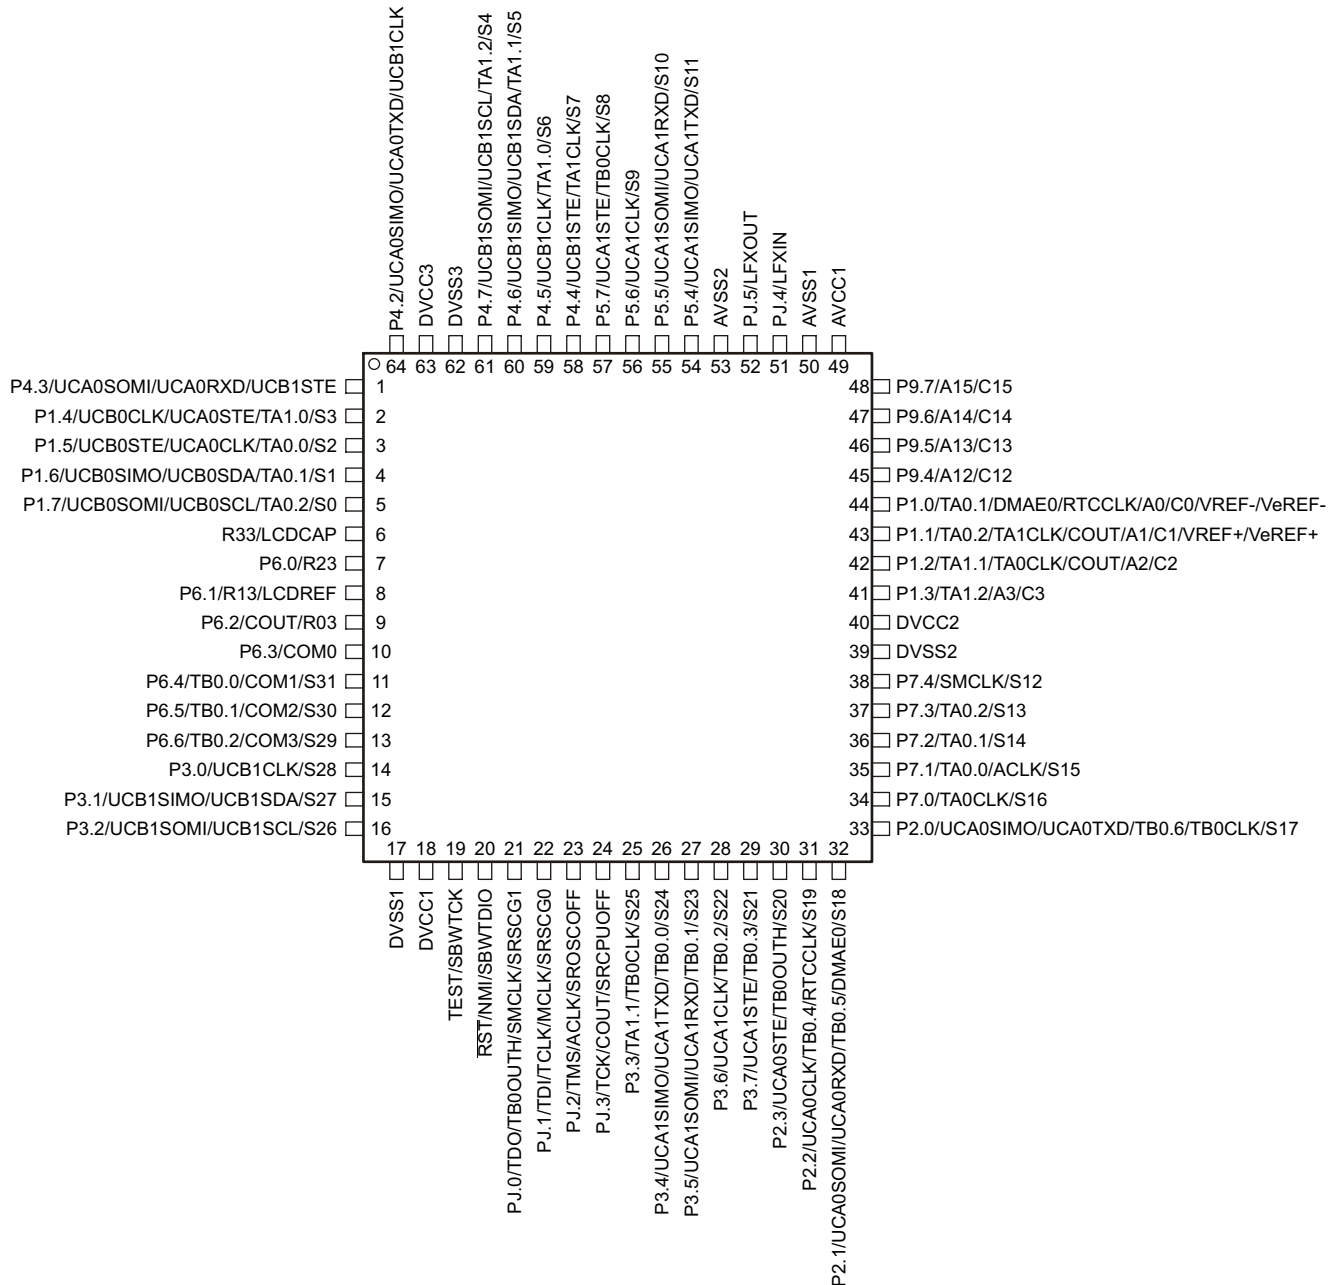 P4.2/UCA0SIMO/UCA0TXD/UCB1CLK
DVCC3
DVSS3
P4.7/UCB1SOMI/UCB1SCL/TA1.2/S4
P4.6/UCB1SIMO/UCB1SDA/TA1.1/S5
P4.5/UCB1CLK/TA1.0/S6
P4.4/UCB1STE/TA1CLK/S7
P5.7/UCA1STE/TB0CLK/S8
P5.6/UCA1CLK/S9
P5.5/UCA1SOMI/UCA1RXD/S10
P5.4/UCA1SIMO/UCA1TXD/S11
AVSS2
PJ.5/LFXOUT
PJ.4/LFXIN
AVSS1
AVCC1
64 63 62 61 60 59 58 57 56 55 54 53 52 51 50 49
P4.3/UCA0SOMI/UCA0RXD/UCB1STE 1
P1.4/UCB0CLK/UCA0STE/TA1.0/S3 2
P1.5/UCB0STE/UCA0CLK/TA0.0/S2 3
P1.6/UCB0SIMO/UCB0SDA/TA0.1/S1 4
P1.7/UCB0SOMI/UCB0SCL/TA0.2/S0 5
R33/LCDCAP 6
P6.0/R23 7
P6.1/R13/LCDREF 8
P6.2/COUT/R03 9
P6.3/COM0 10
P6.4/TB0.0/COM1/S31 11
P6.5/TB0.1/COM2/S30 12
P6.6/TB0.2/COM3/S29 13
P3.0/UCB1CLK/S28 14
P3.1/UCB1SIMO/UCB1SDA/S27 15
P3.2/UCB1SOMI/UCB1SCL/S26 16
48 P9.7/A15/C15
47 P9.6/A14/C14
46 P9.5/A13/C13
45 P9.4/A12/C12
44 P1.0/TA0.1/DMAE0/RTCCLK/A0/C0/VREF-/VeREF-
43 P1.1/TA0.2/TA1CLK/COUT/A1/C1/VREF+/VeREF+
42 P1.2/TA1.1/TA0CLK/COUT/A2/C2
41 P1.3/TA1.2/A3/C3
40 DVCC2
39 DVSS2
38 P7.4/SMCLK/S12
37 P7.3/TA0.2/S13
36 P7.2/TA0.1/S14
35 P7.1/TA0.0/ACLK/S15
34 P7.0/TA0CLK/S16
33 P2.0/UCA0SIMO/UCA0TXD/TB0.6/TB0CLK/S17
17 18 19 20 21 22 23 24 25 26 27 28 29 30 31 32
DVSS1
DVCC1
TEST/SBWTCK
RST/NMI/SBWTDIO
PJ.0/TDO/TB0OUTH/SMCLK/SRSCG1
PJ.1/TDI/TCLK/MCLK/SRSCG0
PJ.2/TMS/ACLK/SROSCOFF
PJ.3/TCK/COUT/SRCPUOFF
P3.3/TA1.1/TB0CLK/S25
P3.4/UCA1SIMO/UCA1TXD/TB0.0/S24
P3.5/UCA1SOMI/UCA1RXD/TB0.1/S23
P3.6/UCA1CLK/TB0.2/S22
P3.7/UCA1STE/TB0.3/S21
P2.3/UCA0STE/TB0OUTH/S20
P2.2/UCA0CLK/TB0.4/RTCCLK/S19
P2.1/UCA0SOMI/UCA0RXD/TB0.5/DMAE0/S18